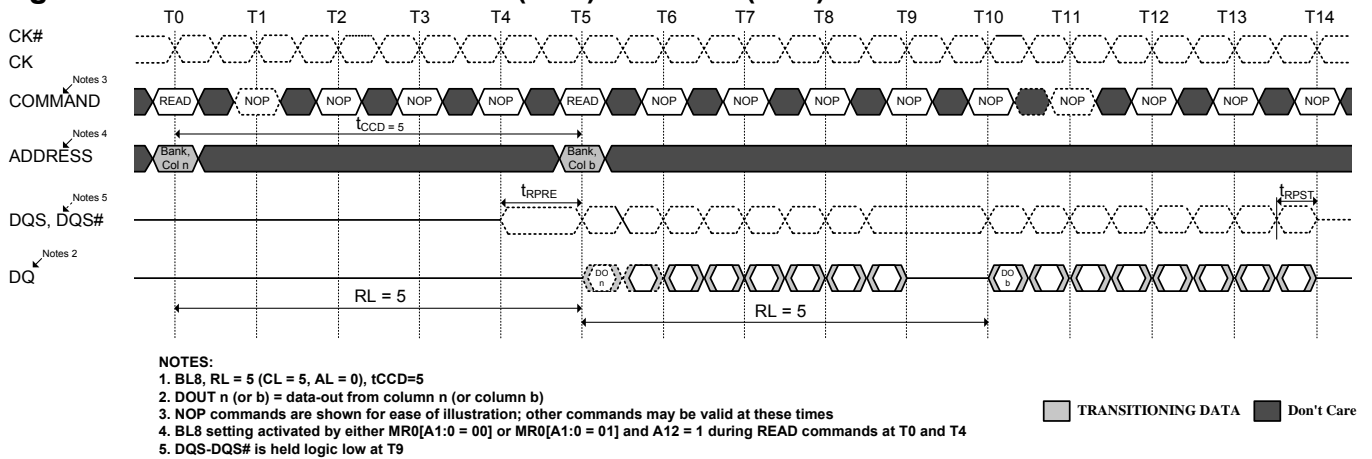 T0 T1 T2 T3 T4 T5 T6 T7 T8 T9 T10 T11 T12 T13 T14
CK#
CK
Notes 3
COMMAND READ NOP NOP NOP NOP READ NOP NOP NOP NOP NOP NOP NOP NOP NOP
tCCD = 5
Notes 4
ADDRESS
Bank, Col n
Bank, Col b
Notes 5
DQS, DQS#
tRPRE
tRPST
Notes 2
DQ
DO n
DO b
RL = 5
RL = 5
NOTES:
1. BL8, RL = 5 (CL = 5, AL = 0), tCCD=5
2. DOUT n (or b) = data-out from column n (or column b)
3. NOP commands are shown for ease of illustration; other commands may be valid at these times
4. BL8 setting activated by either MR0[A1:0 = 00] or MR0[A1:0 = 01] and A12 = 1 during READ commands at T0 and T4
5. DQS-DQS# is held logic low at T9
TRANSITIONING DATA Don't Care